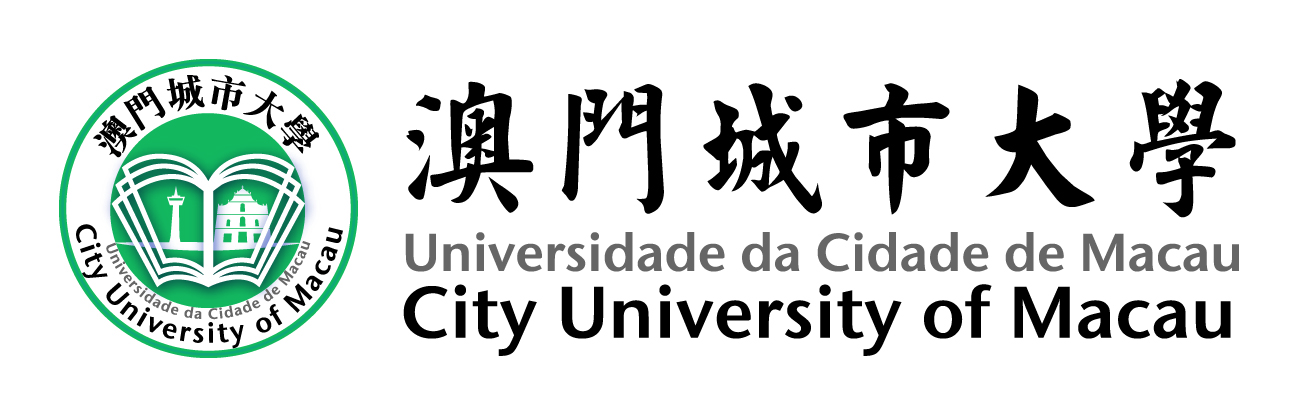 澳門城市大學
Universidade da Cidade de Macau
City University of Macau
澳門城市大學
Universidade da Cidade de Macau
City University of Macau